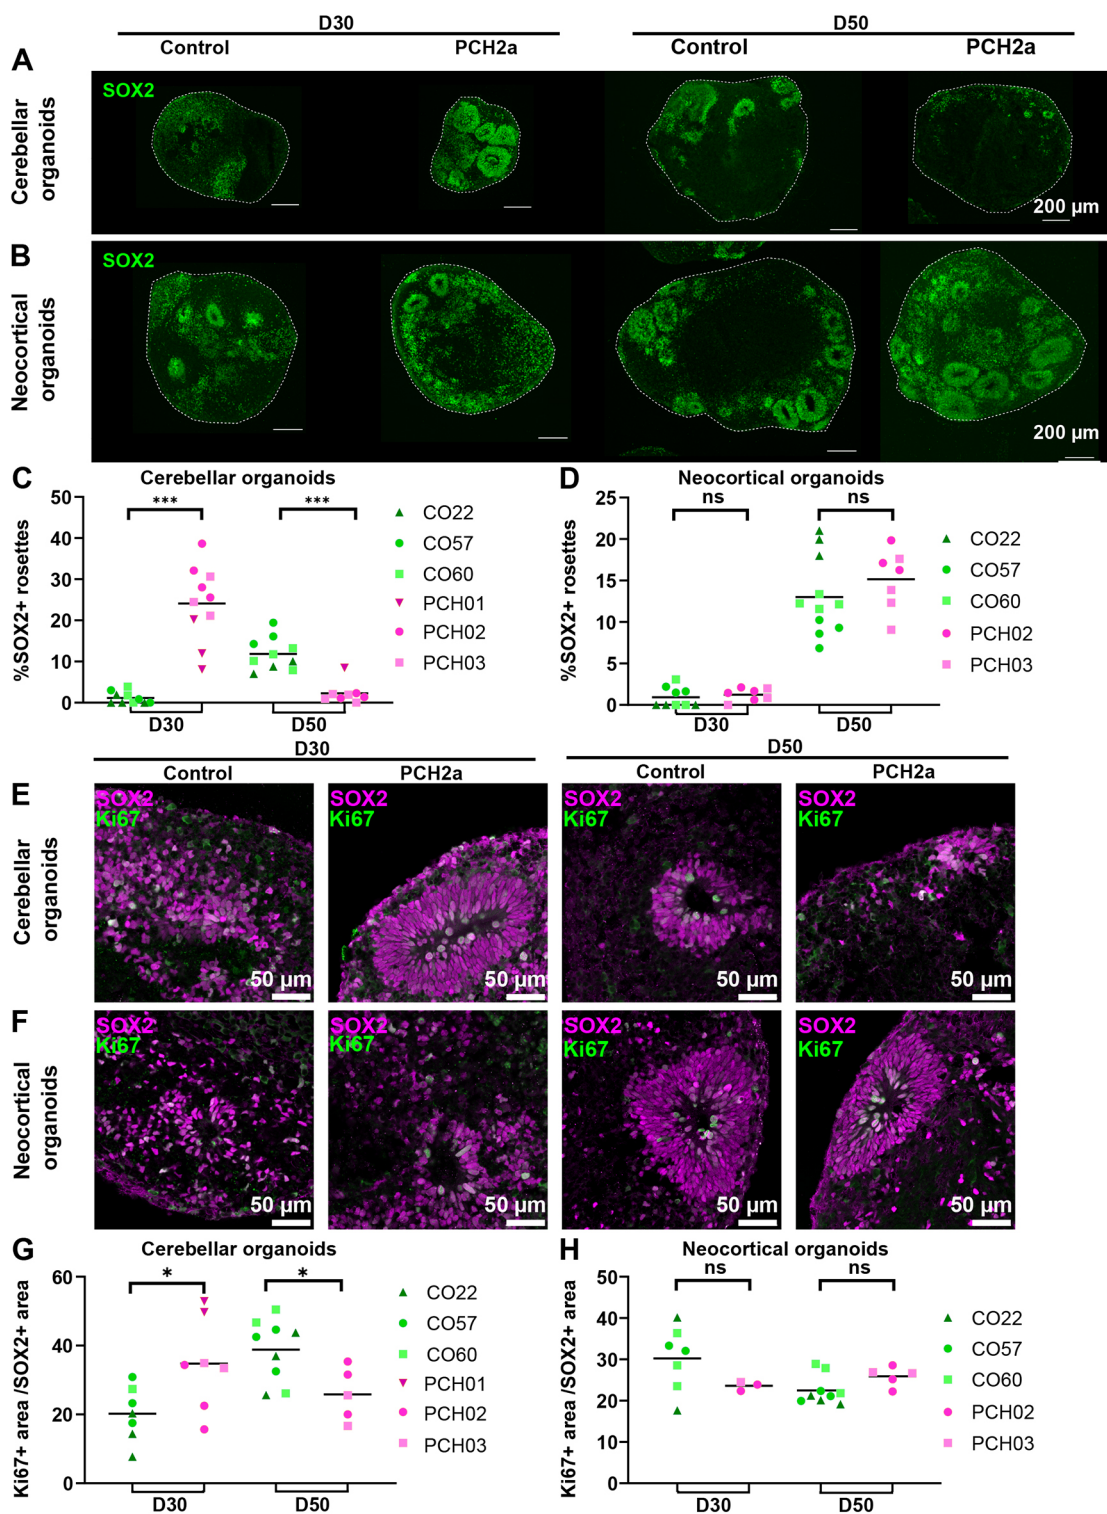 D30 D50
Control PCH2a Control PCH2a
A
Cerebellar
organoids
SOX2
200 µm
B
Neocortical
organoids
SOX2
200 µm
C Cerebellar organoids
%SOX2+ rosettes
50
40
30
20
10
0
*** ***
D30 D50
CO22
CO57
CO60
PCH01
PCH02
PCH03
D Neocortical organoids
%SOX2+ rosettes
25
20
15
10
5
0
ns ns
D30 D50
CO22
CO57
CO60
PCH02
PCH03
D30 D50
Control PCH2a Control PCH2a
E
Cerebellar
organoids
SOX2 SOX2 SOX2 SOX2
Ki67 Ki67 Ki67 Ki67
50 µm 50 µm 50 µm 50 µm
F
Neocortical
organoids
SOX2 SOX2 SOX2 SOX2
Ki67 Ki67 Ki67 Ki67
50 µm 50 µm 50 µm 50 µm
G Cerebellar organoids
Ki67+ area /SOX2+ area
60
40
20
0
* *
D30 D50
CO22
CO57
CO60
PCH01
PCH02
PCH03
H Neocortical organoids
Ki67+ area /SOX2+ area
50
40
30
20
10
0
ns ns
D30 D50
CO22
CO57
CO60
PCH02
PCH03